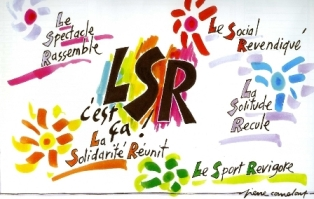 Le
Spectacle
Rassemble
LSR
c'est
ça !
Le Social
Revendiqué
La
Solitude
Recule
La
Solidarité Réunit
Le Sport Revigore